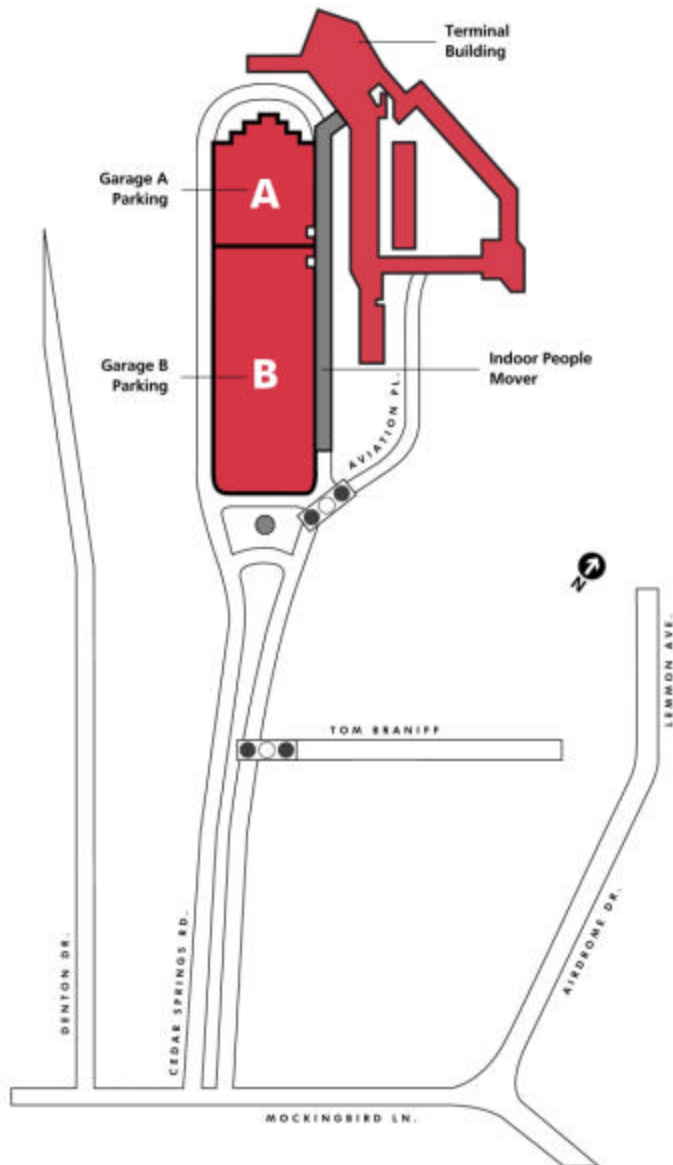 Terminal
Building
Garage A
Parking
A
Garage B
Parking
B
Indoor People
Mover
AVIATION PL.
N
LEMMON AVE.
TOM BRANIFF
AIRDROME DR.
DENTON DR.
CEDAR SPRINGS RD.
MOCKINGBIRD LN.